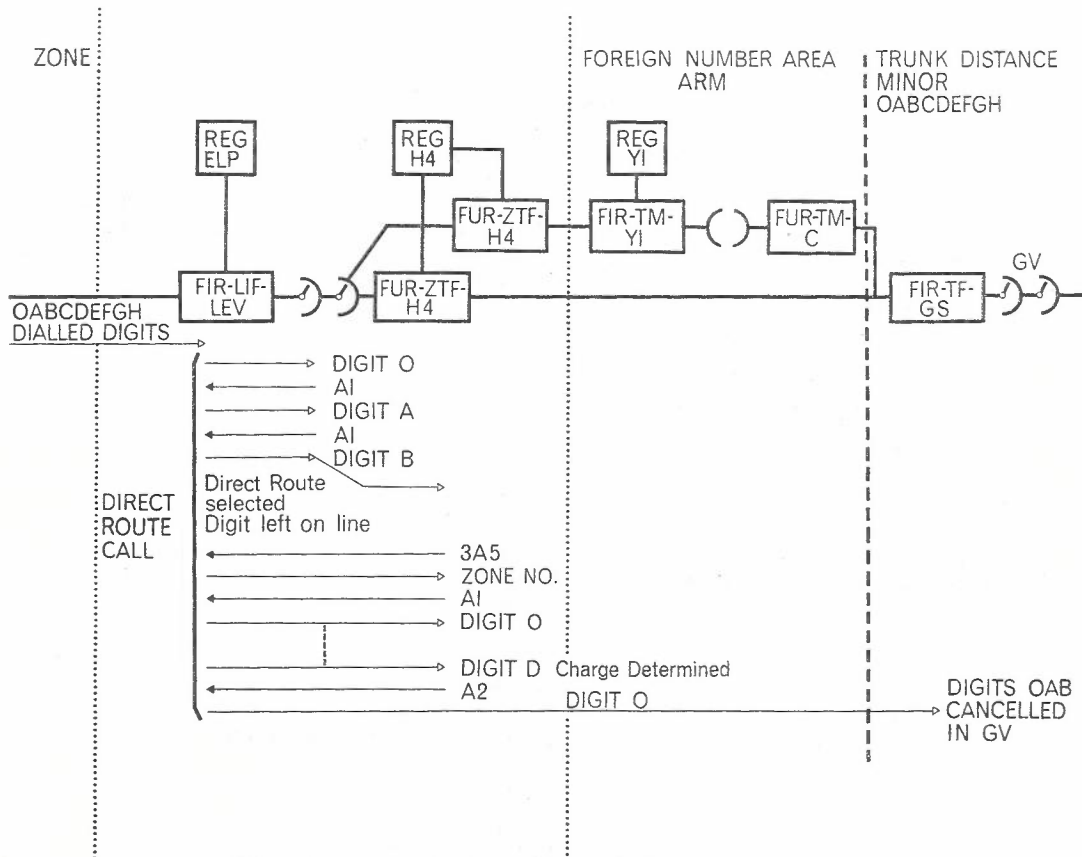 ZONE
FOREIGN NUMBER AREA
ARM
TRUNK DISTANCE
MINOR
OABCDEFGH
REG
ELP
REG
H4
REG
YI
FUR-ZTF-
H4
FIR-TM-
YI
FUR-TM-
C
FIR-LIF-
LEV
FUR-ZTF-
H4
FIR-TF-
GS
GV
OABCDEFGH
DIALLED DIGITS
DIGIT O
AI
DIGIT A
AI
DIGIT B
DIRECT
ROUTE
CALL
Direct Route
selected
Digit left on line
3A5
ZONE NO.
AI
DIGIT O
DIGIT D Charge Determined
A2
DIGIT O
DIGITS OAB
CANCELLED
IN GV